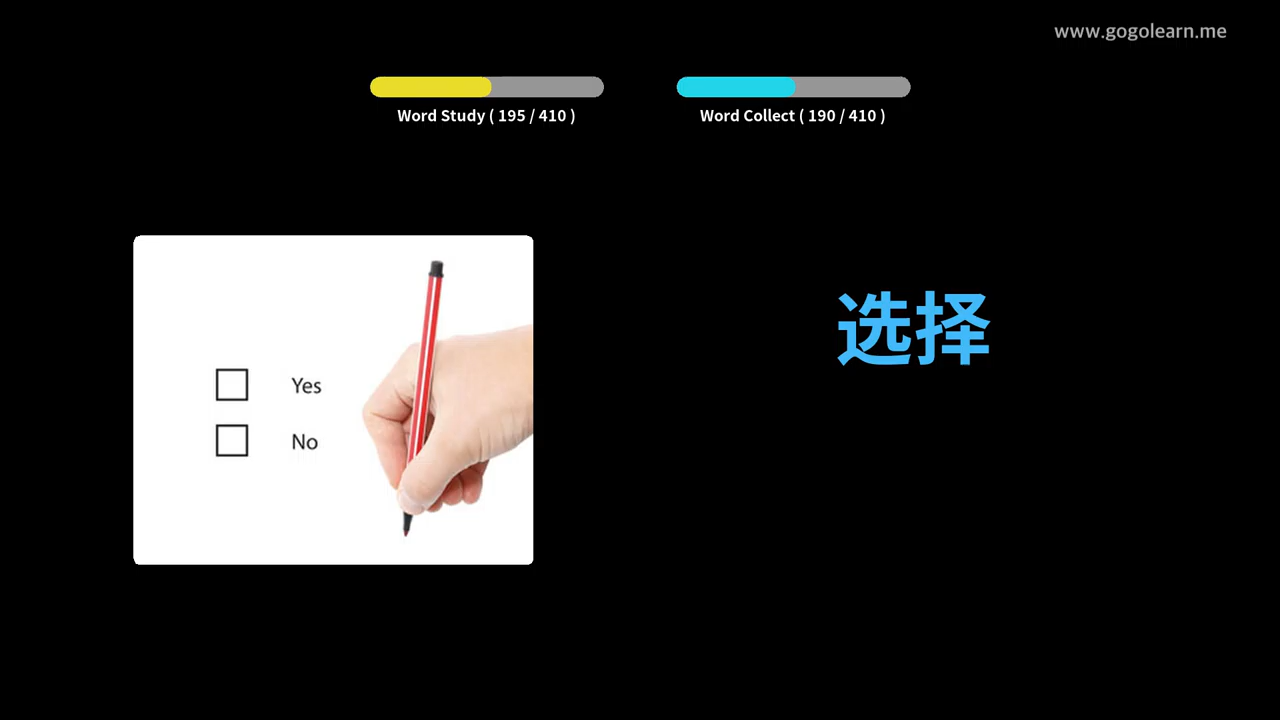 www.gogolearn.me
Word Study ( 195 / 410 )
Word Collect ( 190 / 410 )
选择
Yes
No